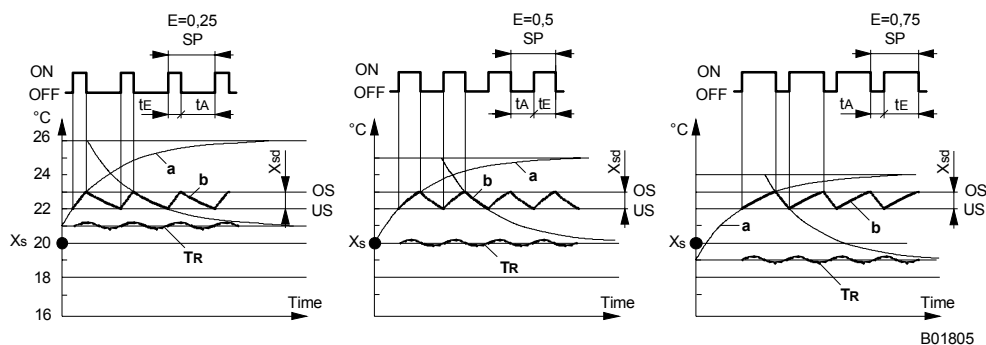 E=0,25
SP
ON
OFF
tE
tA
°C
26
24
22
Xs
20
18
16
a
b
Xsd
OS
US
TR
Time
E=0,5
SP
ON
OFF
tA
tE
°C
a
b
Xsd
OS
US
Xs
TR
Time
E=0,75
SP
ON
OFF
tA
tE
°C
a
b
Xsd
OS
US
Xs
TR
Time
B01805